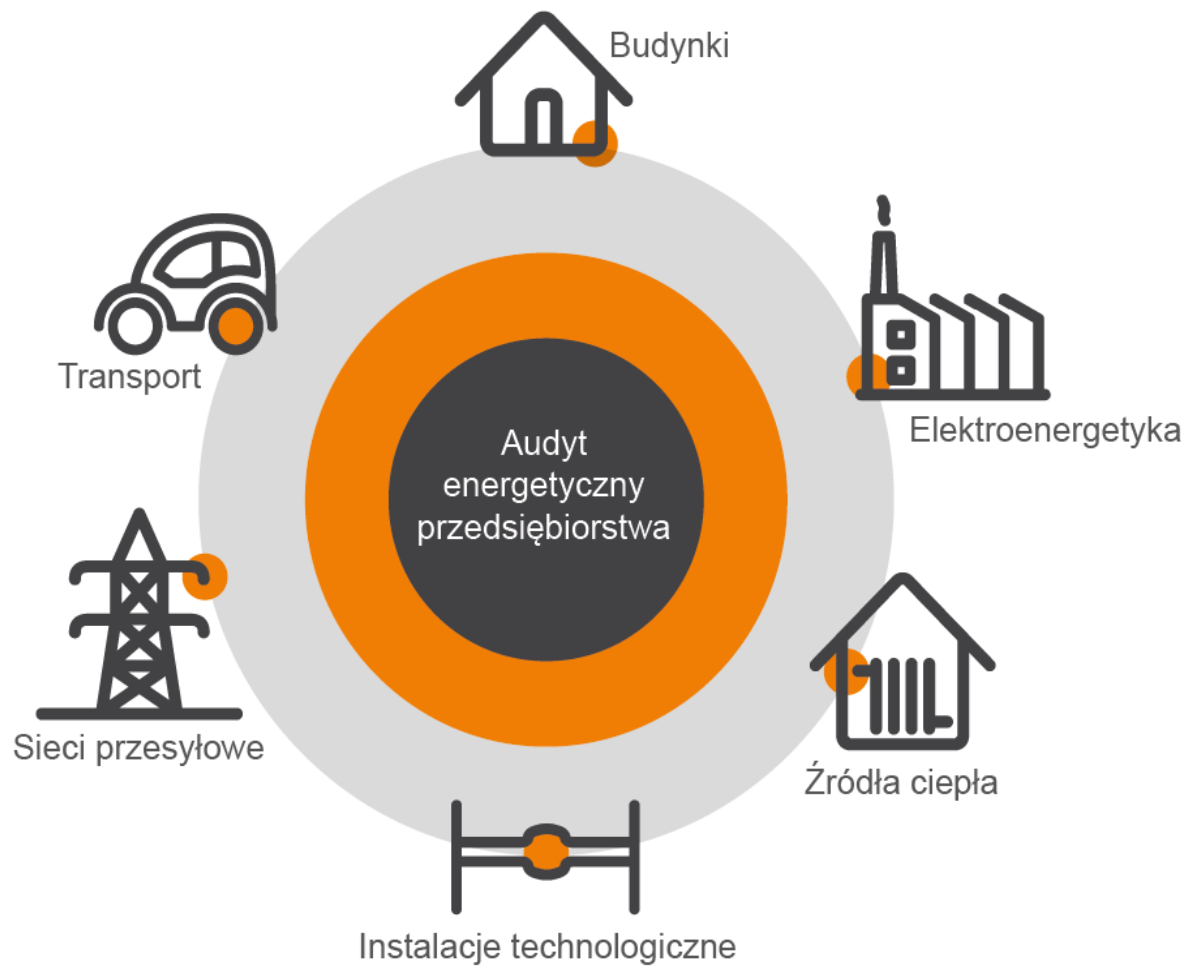 Budynki
Transport
Elektroenergetyka
Audyt
energetyczny
przedsiębiorstwa
Sieci przesyłowe
Źródła ciepła
Instalacje technologiczne